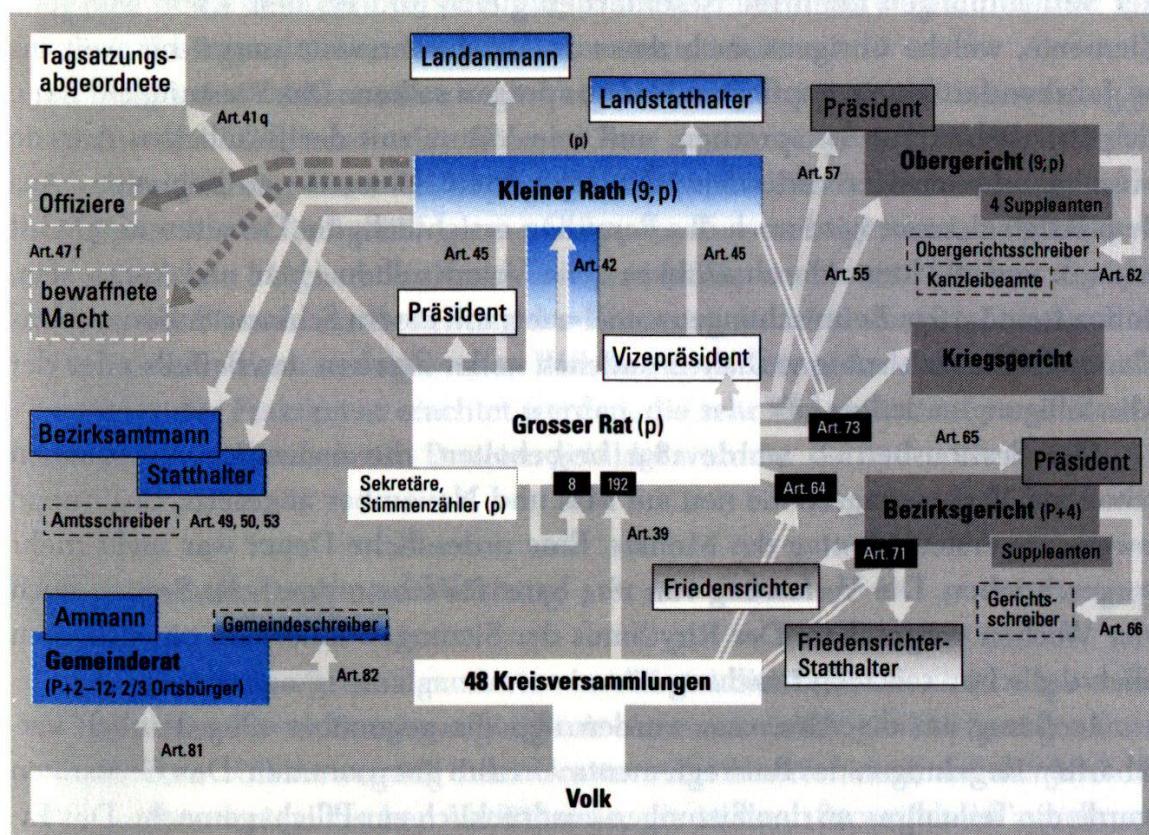 Tagsatzungs-
abgeordnete
Landammann
Landstatthalter
Präsident
Art. 41 q
(p)
Obergericht (9; p)
Art. 57
Offiziere
Kleiner Rath (9; p)
4 Suppleanten
Art. 47 f
Art. 45
Art. 42
Art. 45
Art. 55
Obergerichtsschreiber
Art. 62
Kanzleibeamte
bewaffnete
Macht
Präsident
Vizepräsident
Kriegsgericht
Bezirksamtmann
Grosser Rat (p)
Art. 73
Art. 65
Statthalter
Präsident
Sekretäre,
Stimmenzähler (p)
8
192
Art. 64
Bezirksgericht (P+4)
Amtsschreiber
Art. 49, 50, 53
Art. 39
Art. 71
Suppleanten
Friedensrichter
Ammann
Gemeindeschreiber
Gerichts-
schreiber
Art. 66
Gemeinderat
(P+2–12; 2/3 Ortsbürger)
Art. 82
48 Kreisversammlungen
Friedensrichter-
Statthalter
Art. 81
Volk